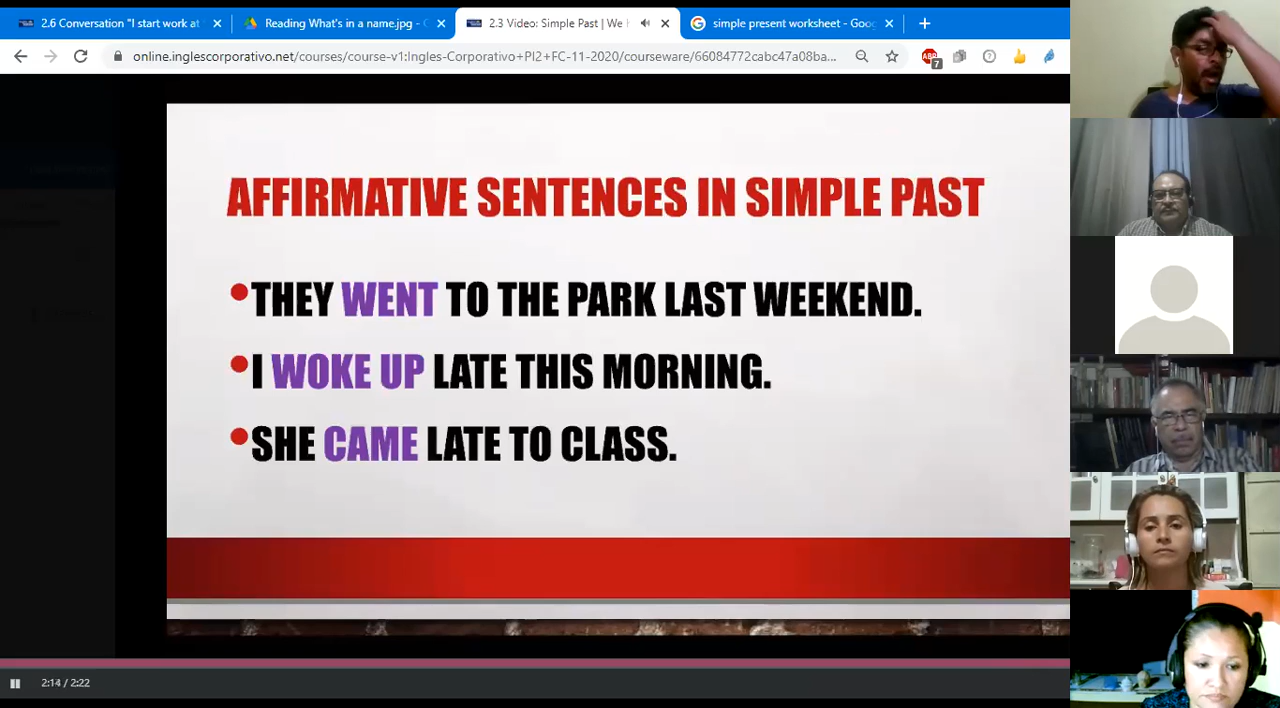 2.6 Conversation "I start work at
Reading What's in a name.jpg - G
2.3 Video: Simple Past | We H
simple present worksheet - Goog
online.inglescorporativo.net/courses/course-v1:Ingles-Corporativo+PI2+FC-11-2020/courseware/66084772cabc47a08ba...
ABP
7
AFFIRMATIVE SENTENCES IN SIMPLE PAST
•THEY WENT TO THE PARK LAST WEEKEND.
•I WOKE UP LATE THIS MORNING.
•SHE CAME LATE TO CLASS.
2:14 / 2:22